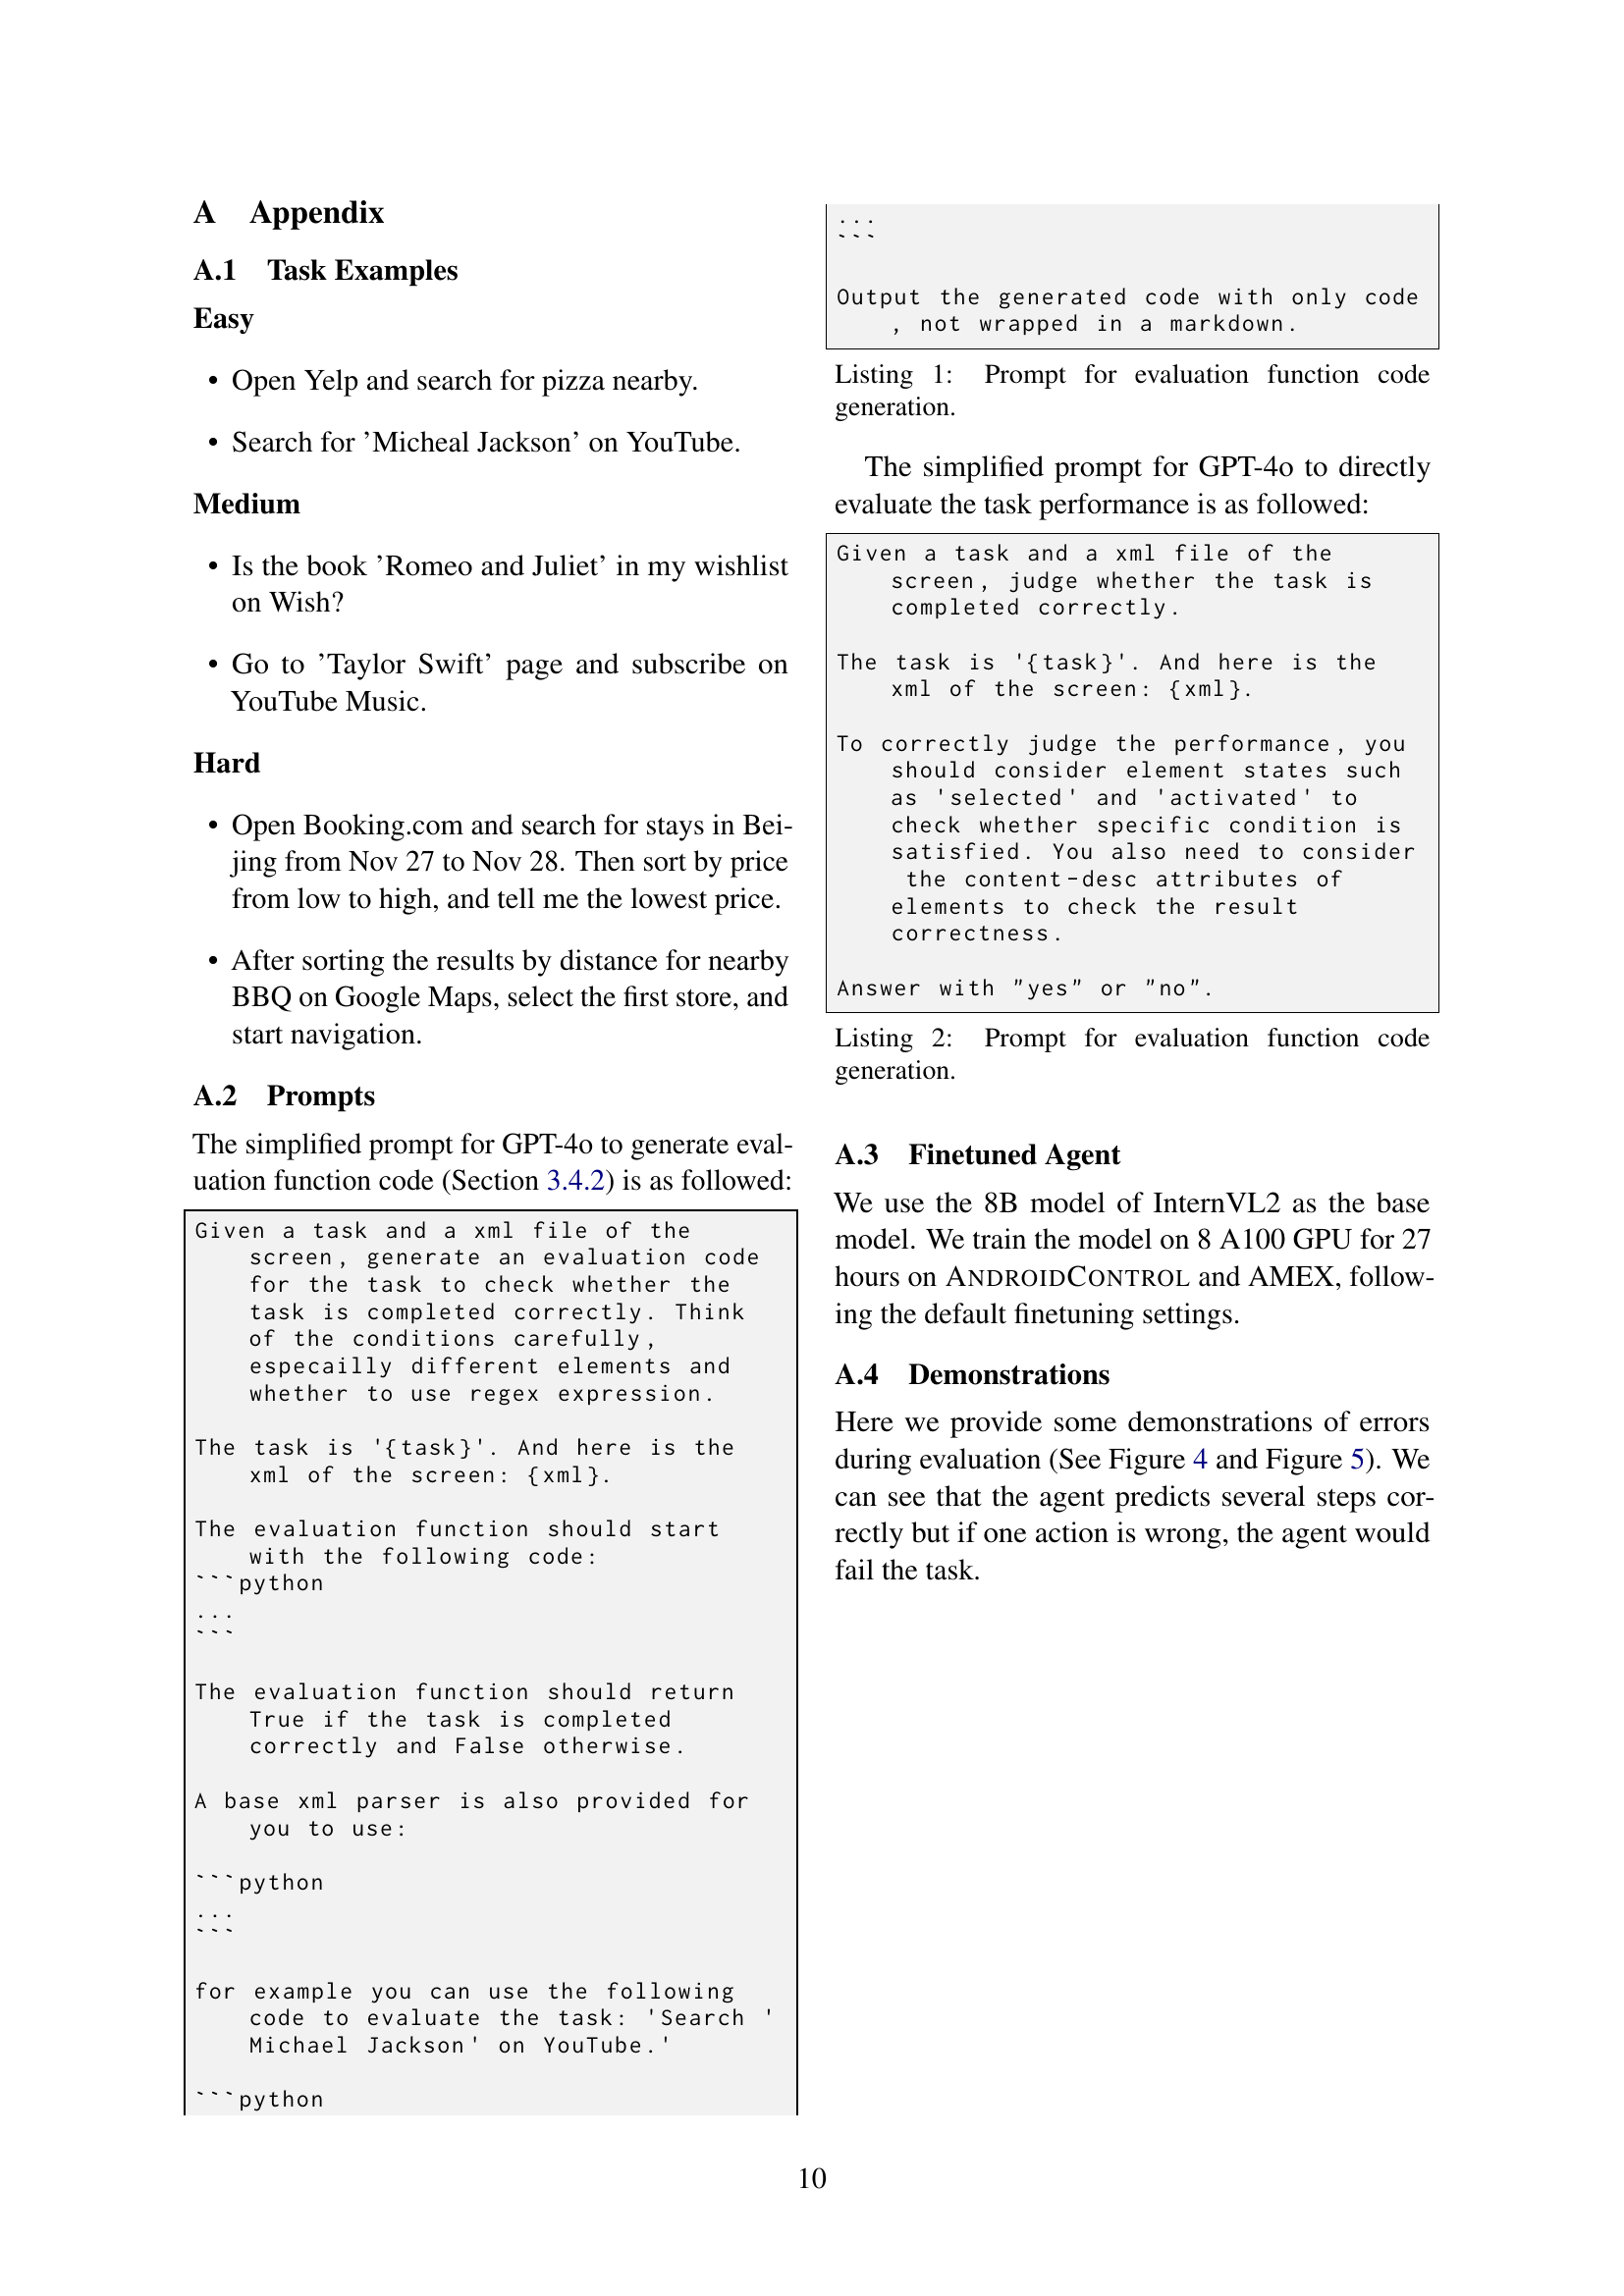 A Appendix
A.1 Task Examples
Easy
• Open Yelp and search for pizza nearby.
• Search for ’Micheal Jackson’ on YouTube.
Medium
• Is the book ’Romeo and Juliet’ in my wishlist
on Wish?
• Go to ’Taylor Swift’ page and subscribe on
YouTube Music.
Hard
• Open Booking.com and search for stays in Bei-
jing from Nov 27 to Nov 28. Then sort by price
from low to high, and tell me the lowest price.
• After sorting the results by distance for nearby
BBQ on Google Maps, select the first store, and
start navigation.
A.2 Prompts
The simplified prompt for GPT-4o to generate eval-
uation function code (Section 3.4.2) is as followed:
Given a task and a xml file of the
screen, generate an evaluation code
for the task to check whether the
task is completed correctly. Think
of the conditions carefully,
especailly different elements and
whether to use regex expression.
The task is '{task}'. And here is the
xml of the screen: {xml}.
The evaluation function should start
with the following code:
```python
...
```
The evaluation function should return
True if the task is completed
correctly and False otherwise.
A base xml parser is also provided for
you to use:
```python
...
```
for example you can use the following
code to evaluate the task: 'Search '
Michael Jackson' on YouTube.'
```python
...
```
Output the generated code with only code
, not wrapped in a markdown.
Listing 1: Prompt for evaluation function code
generation.
The simplified prompt for GPT-4o to directly
evaluate the task performance is as followed:
Given a task and a xml file of the
screen, judge whether the task is
completed correctly.
The task is '{task}'. And here is the
xml of the screen: {xml}.
To correctly judge the performance, you
should consider element states such
as 'selected' and 'activated' to
check whether specific condition is
satisfied. You also need to consider
the content-desc attributes of
elements to check the result
correctness.
Answer with "yes" or "no".
Listing 2: Prompt for evaluation function code
generation.
A.3 Finetuned Agent
We use the 8B model of InternVL2 as the base
model. We train the model on 8 A100 GPU for 27
hours on ANDROIDCONTROL and AMEX, follow-
ing the default finetuning settings.
A.4 Demonstrations
Here we provide some demonstrations of errors
during evaluation (See Figure 4 and Figure 5). We
can see that the agent predicts several steps cor-
rectly but if one action is wrong, the agent would
fail the task.
10